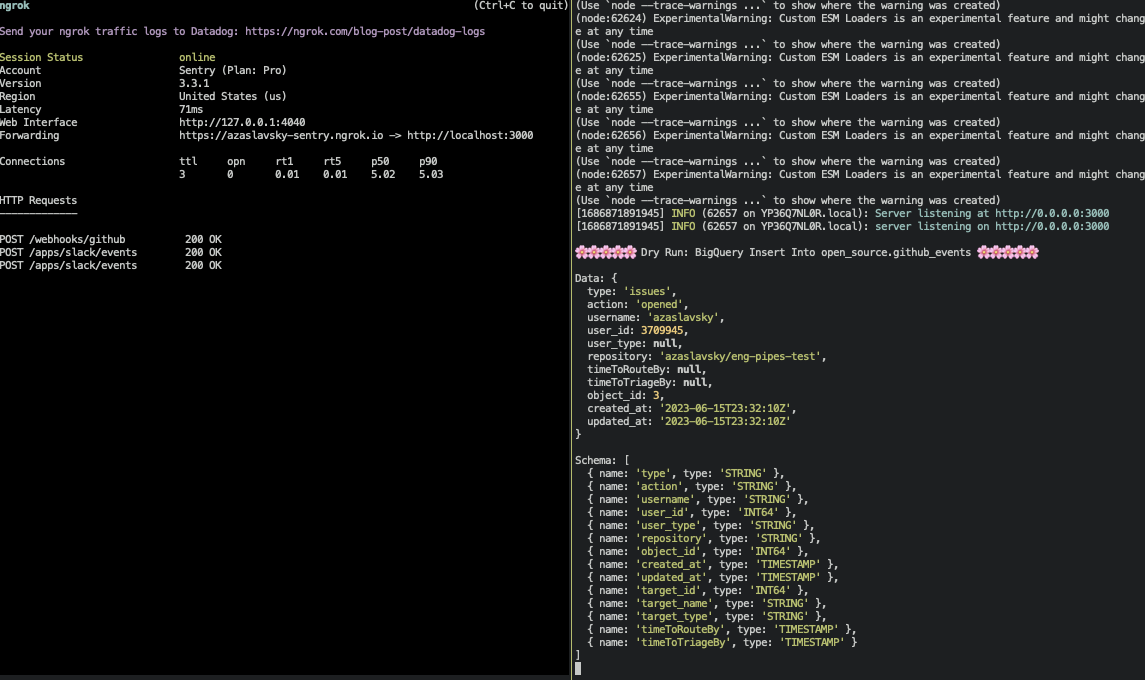 ngrok (Ctrl+C to quit)
Send your ngrok traffic logs to Datadog: https://ngrok.com/blog-post/datadog-logs
Session Status online
Account Sentry (Plan: Pro)
Version 3.3.1
Region United States (us)
Latency 71ms
Web Interface http://127.0.0.1:4040
Forwarding https://azaslavsky-sentry.ngrok.io -> http://localhost:3000
Connections ttl opn rt1 rt5 p50 p90
3 0 0.01 0.01 5.02 5.03
HTTP Requests
-------------
POST /webhooks/github 200 OK
POST /apps/slack/events 200 OK
POST /apps/slack/events 200 OK
(Use `node --trace-warnings ...` to show where the warning was created)
(node:62624) ExperimentalWarning: Custom ESM Loaders is an experimental feature and might chang
e at any time
(Use `node --trace-warnings ...` to show where the warning was created)
(node:62625) ExperimentalWarning: Custom ESM Loaders is an experimental feature and might chang
e at any time
(Use `node --trace-warnings ...` to show where the warning was created)
(node:62655) ExperimentalWarning: Custom ESM Loaders is an experimental feature and might chang
e at any time
(Use `node --trace-warnings ...` to show where the warning was created)
(node:62656) ExperimentalWarning: Custom ESM Loaders is an experimental feature and might chang
e at any time
(Use `node --trace-warnings ...` to show where the warning was created)
(node:62657) ExperimentalWarning: Custom ESM Loaders is an experimental feature and might chang
e at any time
(Use `node --trace-warnings ...` to show where the warning was created)
[1686871891945] INFO (62657 on YP36Q7NL0R.local): Server listening at http://0.0.0.0:3000
[1686871891945] INFO (62657 on YP36Q7NL0R.local): server listening on http://0.0.0.0:3000
🌸🌸🌸🌸🌸 Dry Run: BigQuery Insert Into open_source.github_events 🌸🌸🌸🌸🌸
Data: {
type: 'issues',
action: 'opened',
username: 'azaslavsky',
user_id: 3709945,
user_type: null,
repository: 'azaslavsky/eng-pipes-test',
timeToRouteBy: null,
timeToTriageBy: null,
object_id: 3,
created_at: '2023-06-15T23:32:10Z',
updated_at: '2023-06-15T23:32:10Z'
}
Schema: [
{ name: 'type', type: 'STRING' },
{ name: 'action', type: 'STRING' },
{ name: 'username', type: 'STRING' },
{ name: 'user_id', type: 'INT64' },
{ name: 'user_type', type: 'STRING' },
{ name: 'repository', type: 'STRING' },
{ name: 'object_id', type: 'INT64' },
{ name: 'created_at', type: 'TIMESTAMP' },
{ name: 'updated_at', type: 'TIMESTAMP' },
{ name: 'target_id', type: 'INT64' },
{ name: 'target_name', type: 'STRING' },
{ name: 'target_type', type: 'STRING' },
{ name: 'timeToRouteBy', type: 'TIMESTAMP' },
{ name: 'timeToTriageBy', type: 'TIMESTAMP' }
]